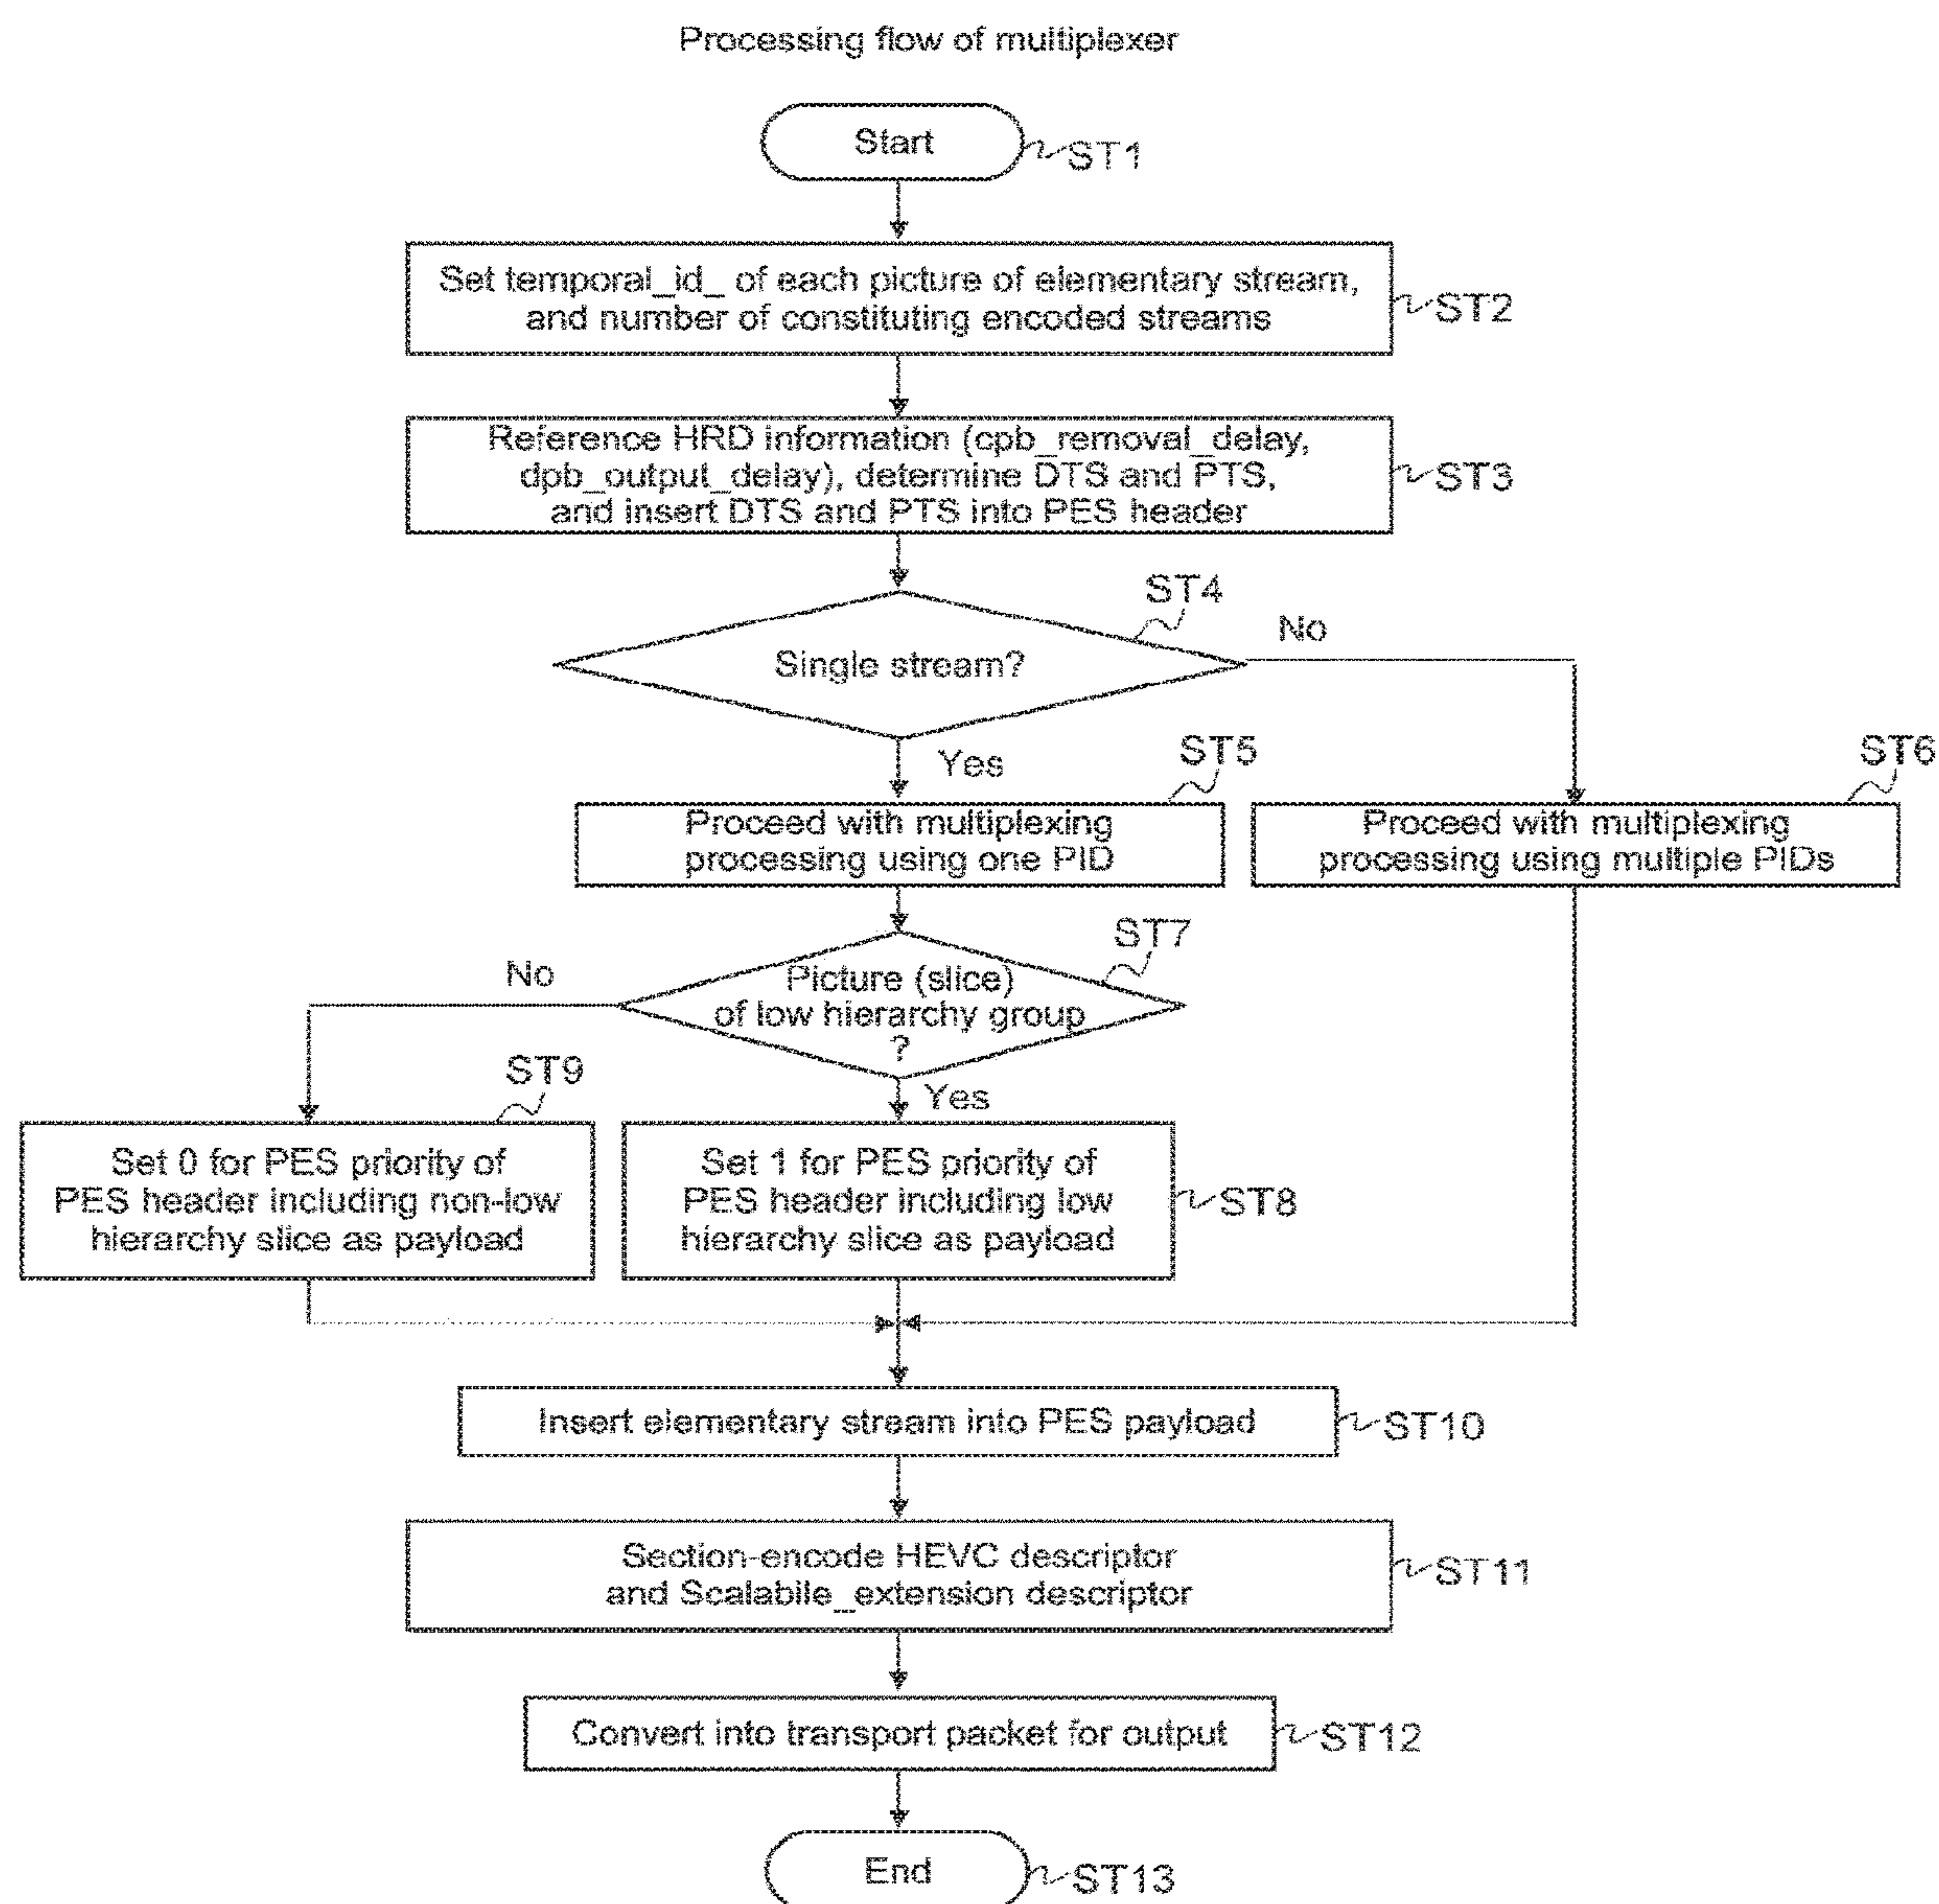 Processing flow of multiplexer
Start
ST1
Set temporal_id_ of each picture of elementary stream,
and number of constituting encoded streams
ST2
Reference HRD information (cpb_removal_delay,
dpb_output_delay), determine DTS and PTS,
and insert DTS and PTS into PES header
ST3
ST4
Single stream?
No
Yes
ST5
ST6
Proceed with multiplexing
processing using one PID
Proceed with multiplexing
processing using multiple PIDs
ST7
Picture (slice)
of low hierarchy group
?
No
Yes
ST9
Set 0 for PES priority of
PES header including non-low
hierarchy slice as payload
Set 1 for PES priority of
PES header including low
hierarchy slice as payload
ST8
Insert elementary stream into PES payload
ST10
Section-encode HEVC descriptor
and Scalabile_extension descriptor
ST11
Convert into transport packet for output
ST12
End
ST13